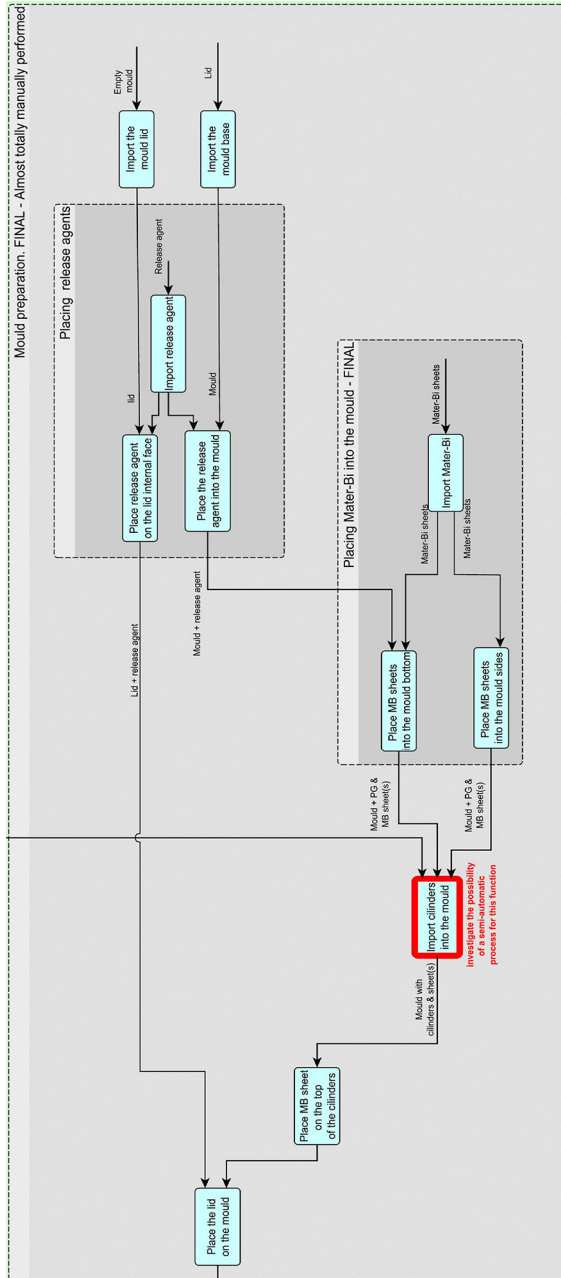 Mould preparation. FINAL - Almost totally manually performed
Empty
mould
Lid
Import the
mould lid
Import the
mould base
Placing release agents
Release agent
Import release agent
lid
Mould
Place release agent
on the lid internal face
Place the release
agent into the mould
Lid + release agent
Mould + release agent
Placing Mater-Bi into the mould - FINAL
Mater-Bi sheets
Import Mater-Bi
Mater-Bi sheets
Mater-Bi sheets
Place MB sheets
into the mould bottom
Place MB sheets
into the mould sides
Mould + PG &
MB sheet(s)
Mould + PG &
MB sheet(s)
Import cilinders
into the mould
investigate the possibility
of a semi-automatic
process for this function
Mould with
cilinders & sheet(s)
Place MB sheet
on the top
of the cilinders
Place the lid
on the mould